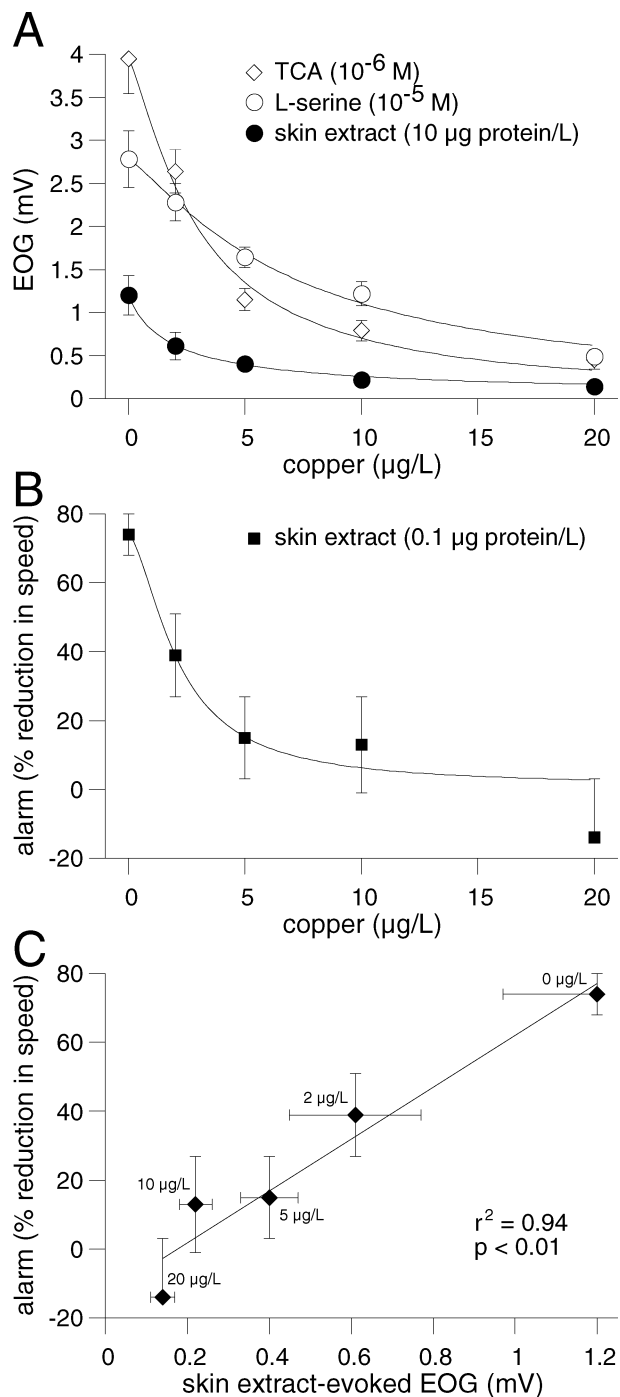 A
4
3.5
3
2.5
2
1.5
1
0.5
0
EOG (mV)
TCA (10⁻⁶ M)
L-serine (10⁻⁵ M)
skin extract (10 µg protein/L)
0 5 10 15 20
copper (µg/L)
B
80
60
40
20
0
-20
alarm (% reduction in speed)
skin extract (0.1 µg protein/L)
0 5 10 15 20
copper (µg/L)
C
80
60
40
20
0
-20
alarm (% reduction in speed)
0 µg/L
2 µg/L
10 µg/L
5 µg/L
20 µg/L
r² = 0.94
p < 0.01
0 0.2 0.4 0.6 0.8 1 1.2
skin extract-evoked EOG (mV)